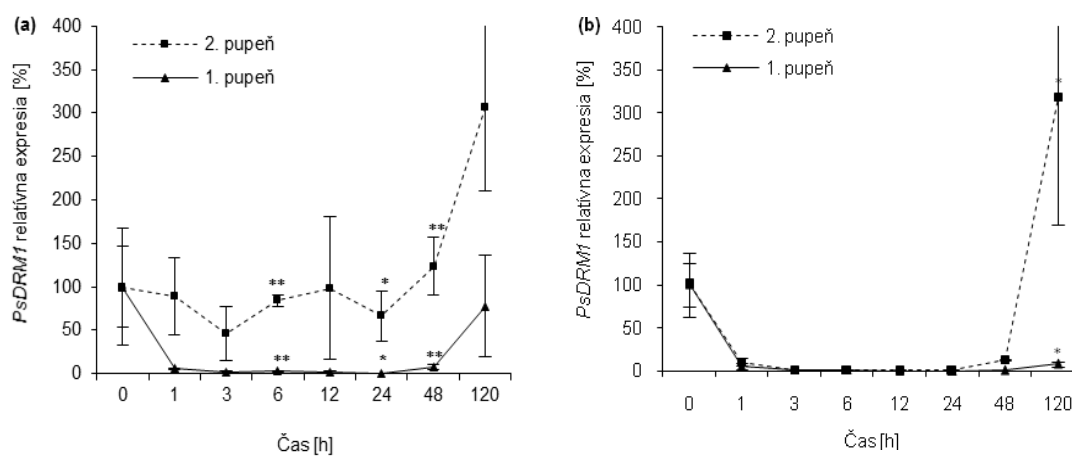 (a)
PsDRM1 relatívna expresia [%]
400
350
300
250
200
150
100
50
0
2. pupeň
1. pupeň
** * **
** * **
0 1 3 6 12 24 48 120
Čas [h]
(b)
PsDRM1 relatívna expresia [%]
400
350
300
250
200
150
100
50
0
2. pupeň
1. pupeň
*
*
0 1 3 6 12 24 48 120
Čas [h]